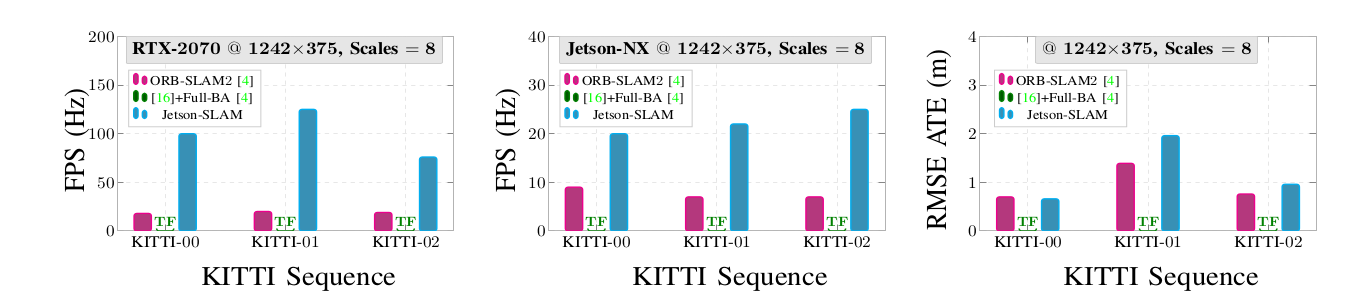 RTX-2070 @ 1242×375, Scales = 8
ORB-SLAM2 [4]
[16]+Full-BA [4]
Jetson-SLAM
FPS (Hz)
200
150
100
50
0
TF
TF
TF
KITTI-00
KITTI-01
KITTI-02
KITTI Sequence
Jetson-NX @ 1242×375, Scales = 8
ORB-SLAM2 [4]
[16]+Full-BA [4]
Jetson-SLAM
FPS (Hz)
40
30
20
10
0
TF
TF
TF
KITTI-00
KITTI-01
KITTI-02
KITTI Sequence
@ 1242×375, Scales = 8
ORB-SLAM2 [4]
[16]+Full-BA [4]
Jetson-SLAM
RMSE ATE (m)
4
3
2
1
0
TF
TF
TF
KITTI-00
KITTI-01
KITTI-02
KITTI Sequence